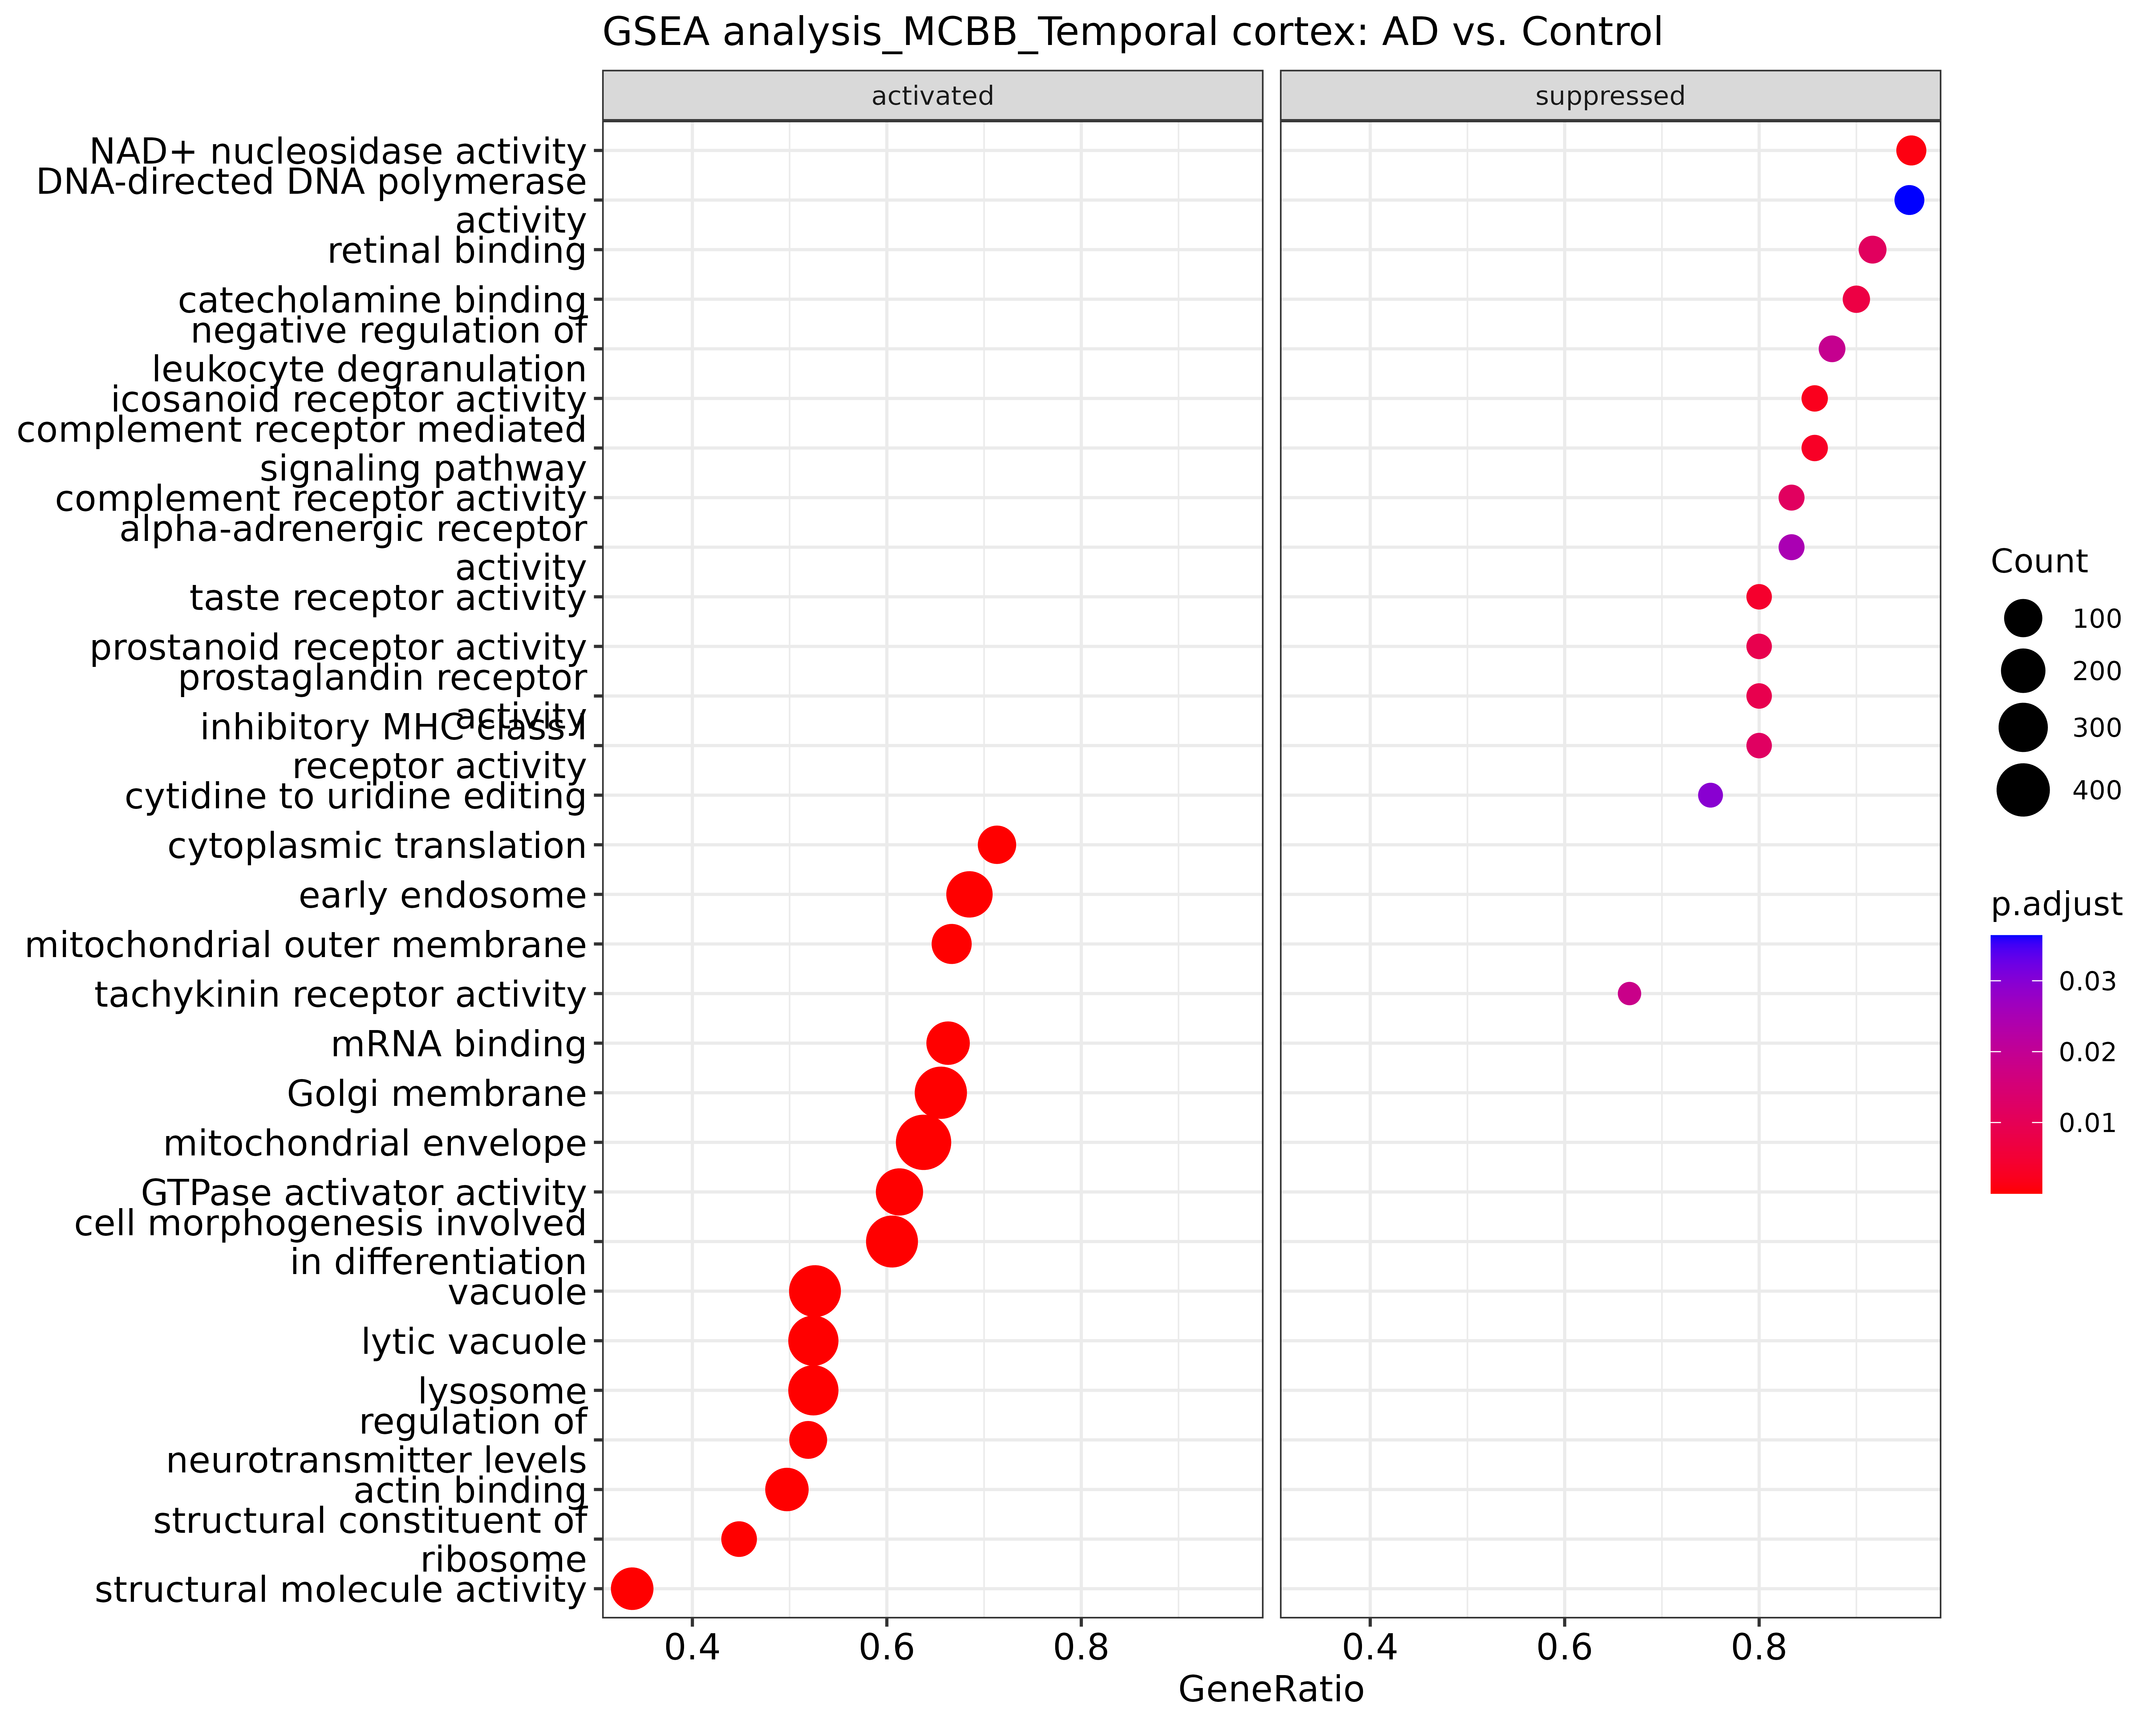 GSEA analysis_MCBB_Temporal cortex: AD vs. Control
activated
suppressed
NAD+ nucleosidase activity
DNA-directed DNA polymerase
activity
retinal binding
catecholamine binding
negative regulation of
leukocyte degranulation
icosanoid receptor activity
complement receptor mediated
signaling pathway
complement receptor activity
alpha-adrenergic receptor
activity
taste receptor activity
prostanoid receptor activity
prostaglandin receptor
activity
inhibitory MHC class I
receptor activity
cytidine to uridine editing
cytoplasmic translation
early endosome
mitochondrial outer membrane
tachykinin receptor activity
mRNA binding
Golgi membrane
mitochondrial envelope
GTPase activator activity
cell morphogenesis involved
in differentiation
vacuole
lytic vacuole
lysosome
regulation of
neurotransmitter levels
actin binding
structural constituent of
ribosome
structural molecule activity
0.4 0.6 0.8
0.4 0.6 0.8
GeneRatio
Count
100
200
300
400
p.adjust
0.03
0.02
0.01